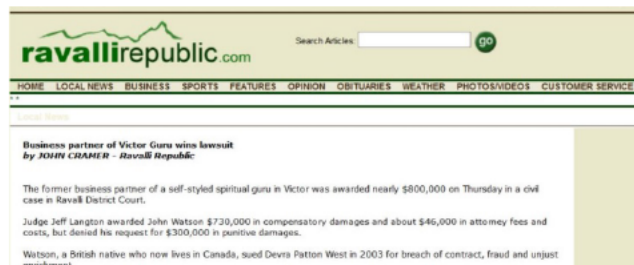 ravallirepublic.com
Search Articles
go
HOME LOCAL NEWS BUSINESS SPORTS FEATURES OPINION OBITUARIES WEATHER PHOTOS/VIDEOS CUSTOMER SERVICE
Local News
Business partner of Victor Guru wins lawsuit
by JOHN CRAMER - Ravalli Republic
The former business partner of a self-styled spiritual guru in Victor was awarded nearly $800,000 on Thursday in a civil
case in Ravalli District Court.
Judge Jeff Langton awarded John Watson $730,000 in compensatory damages and about $46,000 in attorney fees and
costs, but denied his request for $300,000 in punitive damages.
Watson, a British native who now lives in Canada, sued Devra Patton West in 2003 for breach of contract, fraud and unjust
enrichment